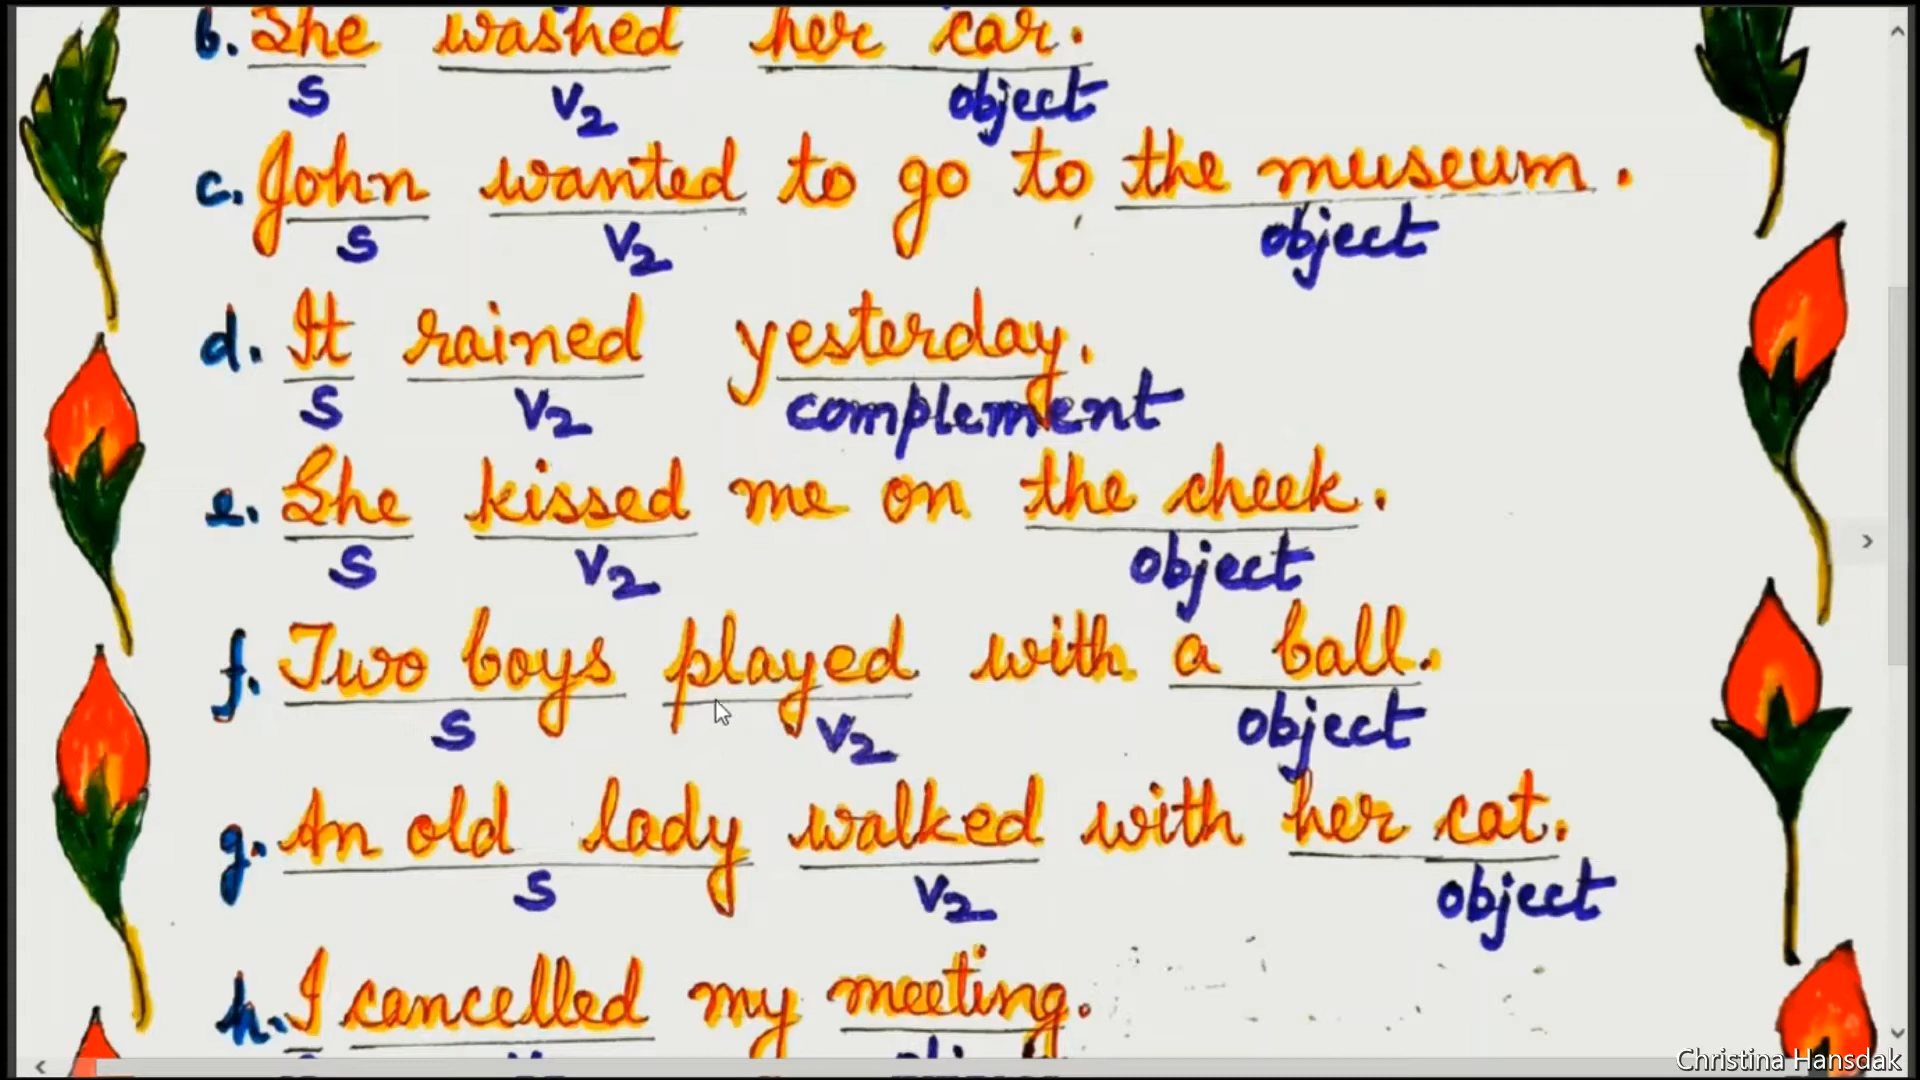 b. She washed her car.
S V2 object
c. John wanted to go to the museum.
S V2 object
d. It rained yesterday.
S V2 complement
e. She kissed me on the cheek.
S V2 object
f. Two boys played with a ball.
S V2 object
g. An old lady walked with her cat.
S V2 object
h. I cancelled my meeting.
Christina Hansdak